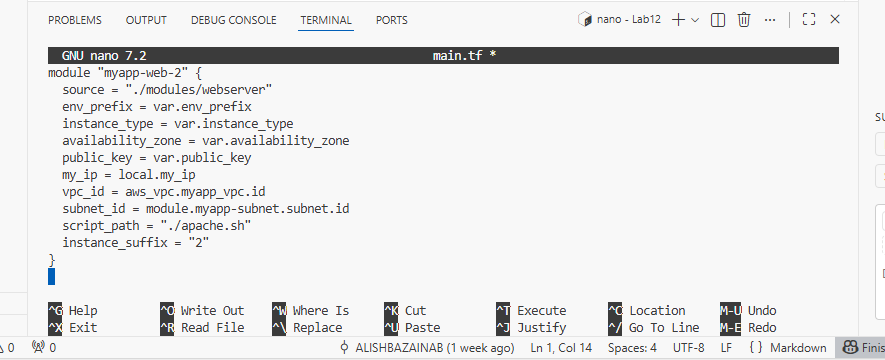 PROBLEMS OUTPUT DEBUG CONSOLE TERMINAL PORTS nano - Lab12
GNU nano 7.2 main.tf *
module "myapp-web-2" {
source = "./modules/webserver"
env_prefix = var.env_prefix
instance_type = var.instance_type
availability_zone = var.availability_zone
public_key = var.public_key
my_ip = local.my_ip
vpc_id = aws_vpc.myapp_vpc.id
subnet_id = module.myapp-subnet.subnet.id
script_path = "./apache.sh"
instance_suffix = "2"
}
^G Help ^O Write Out ^W Where Is ^K Cut ^T Execute ^C Location M-U Undo
^X Exit ^R Read File ^\ Replace ^U Paste ^J Justify ^/ Go To Line M-E Redo
0 0 ALISHBAZAINAB (1 week ago) Ln 1, Col 14 Spaces: 4 UTF-8 LF {} Markdown Finis
SU